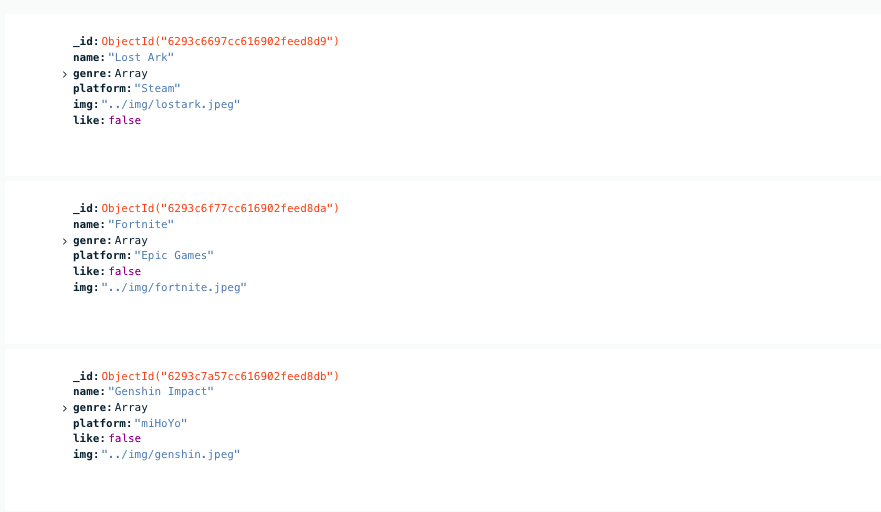 _id:ObjectId("6293c6697cc616902feed8d9")
name:"Lost Ark"
genre:Array
platform:"Steam"
img:"../img/lostark.jpeg"
like:false
_id:ObjectId("6293c6f77cc616902feed8da")
name:"Fortnite"
genre:Array
platform:"Epic Games"
like:false
img:"../img/fortnite.jpeg"
_id:ObjectId("6293c7a57cc616902feed8db")
name:"Genshin Impact"
genre:Array
platform:"miHoYo"
like:false
img:"../img/genshin.jpeg"